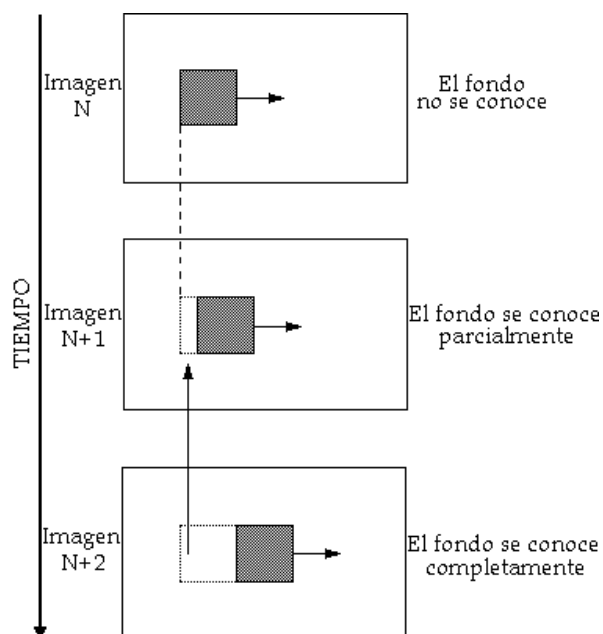 Imagen
N
El fondo
no se conoce
TIEMPO
Imagen
N+1
El fondo se conoce
parcialmente
Imagen
N+2
El fondo se conoce
completamente